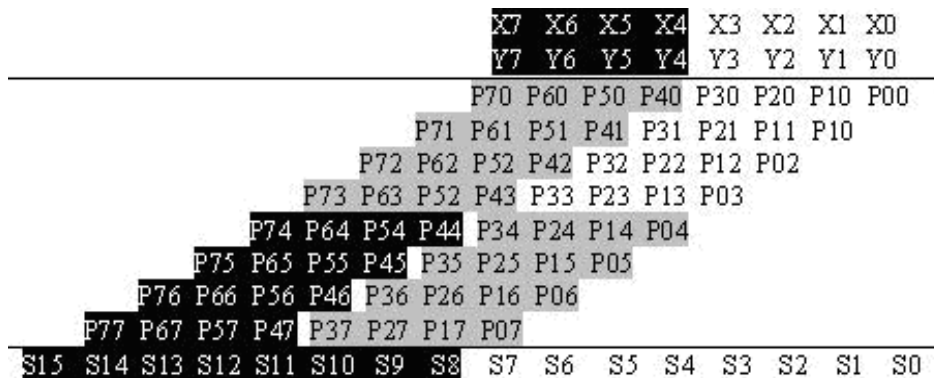 X7 X6 X5 X4 X3 X2 X1 X0
Y7 Y6 Y5 Y4 Y3 Y2 Y1 Y0
P70 P60 P50 P40 P30 P20 P10 P00
P71 P61 P51 P41 P31 P21 P11 P10
P72 P62 P52 P42 P32 P22 P12 P02
P73 P63 P52 P43 P33 P23 P13 P03
P74 P64 P54 P44 P34 P24 P14 P04
P75 P65 P55 P45 P35 P25 P15 P05
P76 P66 P56 P46 P36 P26 P16 P06
P77 P67 P57 P47 P37 P27 P17 P07
S15 S14 S13 S12 S11 S10 S9 S8 S7 S6 S5 S4 S3 S2 S1 S0